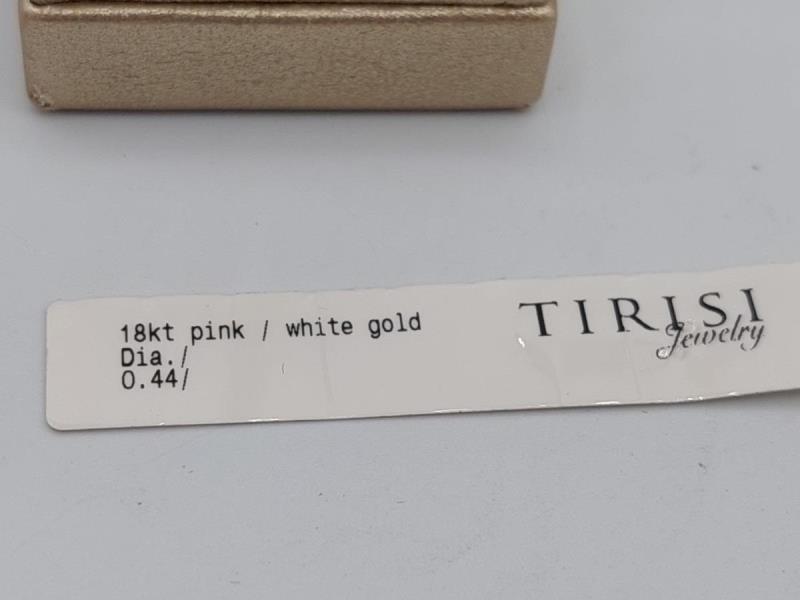 18kt pink / white gold
Dia./
0.44/
TIRISI
Jewelry